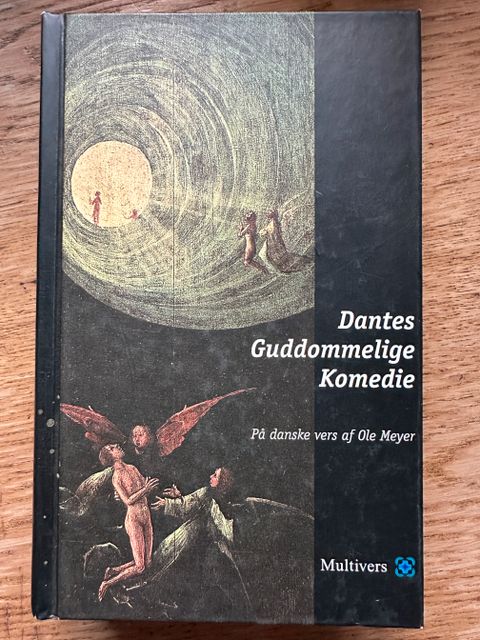 Dantes
Guddommelige
Komedie
På danske vers af Ole Meyer
Multivers